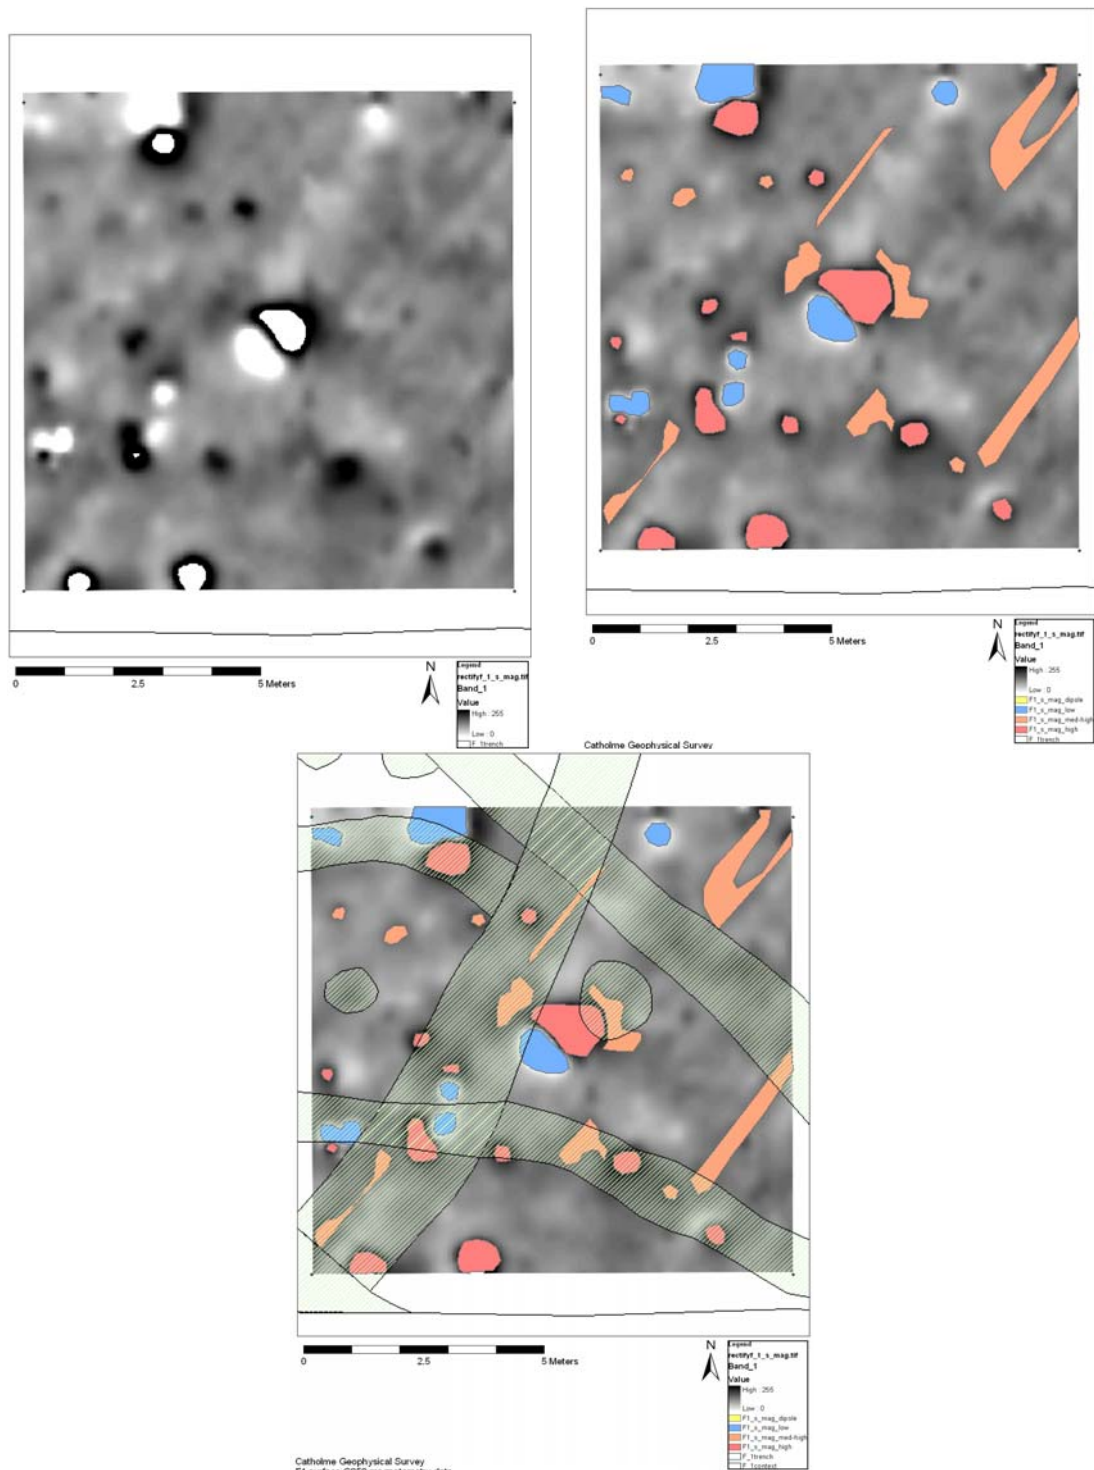 0 2.5 5 Meters
N
Legend
rectifyf_1_s_mag.tif
Band_1
Value
High : 255
Low : 0
F_1trench
0 2.5 5 Meters
N
Legend
rectifyf_1_s_mag.tif
Band_1
Value
High : 255
Low : 0
F1_s_mag_dipole
F1_s_mag_low
F1_s_mag_med-high
F1_s_mag_high
F_1trench
Catholme Geophysical Survey
0 2.5 5 Meters
N
Legend
rectifyf_1_s_mag.tif
Band_1
Value
High : 255
Low : 0
F1_s_mag_dipole
F1_s_mag_low
F1_s_mag_med-high
F1_s_mag_high
F_1trench
F_1context
Catholme Geophysical Survey